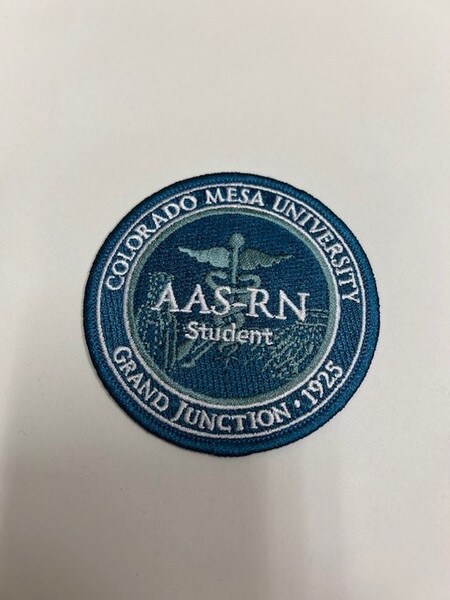 COLORADO MESA UNIVERSITY
AAS-RN
Student
GRAND JUNCTION • 1925